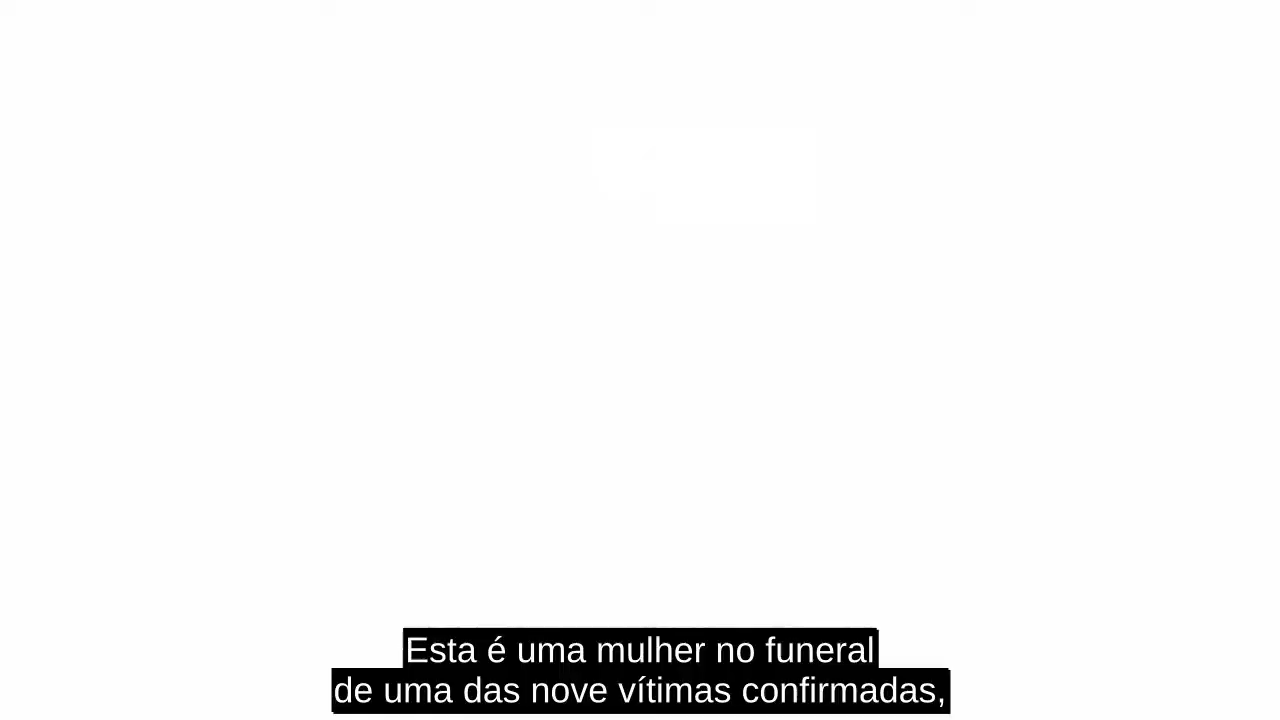 Esta é uma mulher no funeral
de uma das nove vítimas confirmadas,